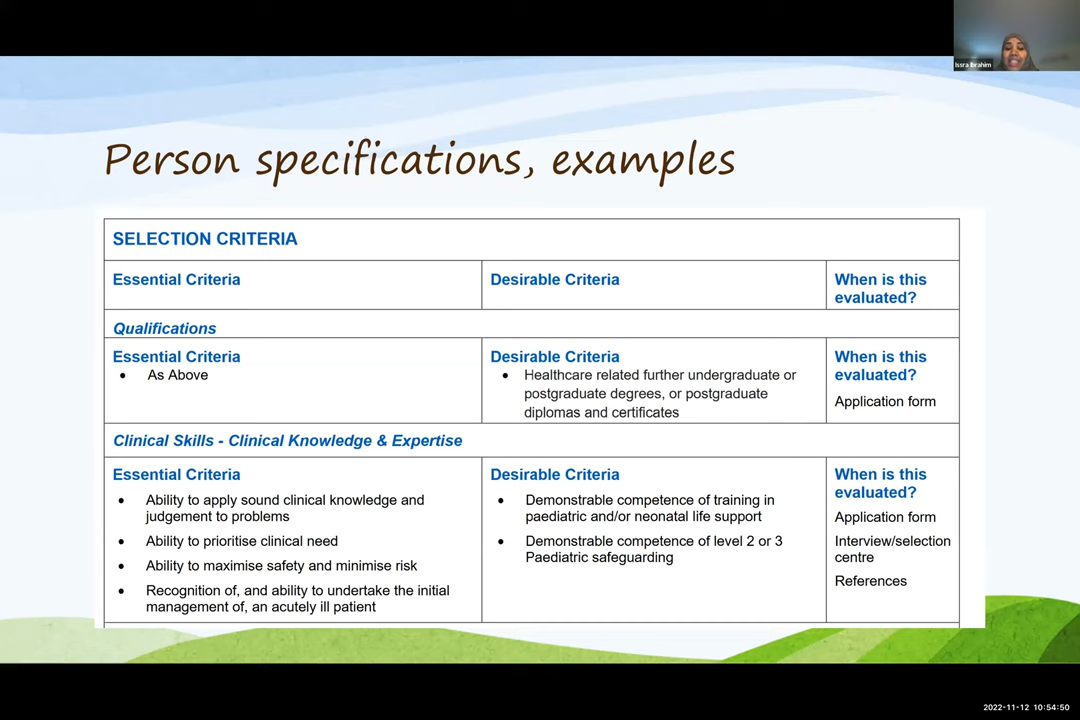 Issra Ibrahim
Person specifications, examples
SELECTION CRITERIA
Essential Criteria
Desirable Criteria
When is this
evaluated?
Qualifications
Essential Criteria
• As Above
Desirable Criteria
• Healthcare related further undergraduate or
postgraduate degrees, or postgraduate
diplomas and certificates
When is this
evaluated?
Application form
Clinical Skills - Clinical Knowledge & Expertise
Essential Criteria
• Ability to apply sound clinical knowledge and
judgement to problems
• Ability to prioritise clinical need
• Ability to maximise safety and minimise risk
• Recognition of, and ability to undertake the initial
management of, an acutely ill patient
Desirable Criteria
• Demonstrable competence of training in
paediatric and/or neonatal life support
• Demonstrable competence of level 2 or 3
Paediatric safeguarding
When is this
evaluated?
Application form
Interview/selection
centre
References
2022-11-12 10:54:50